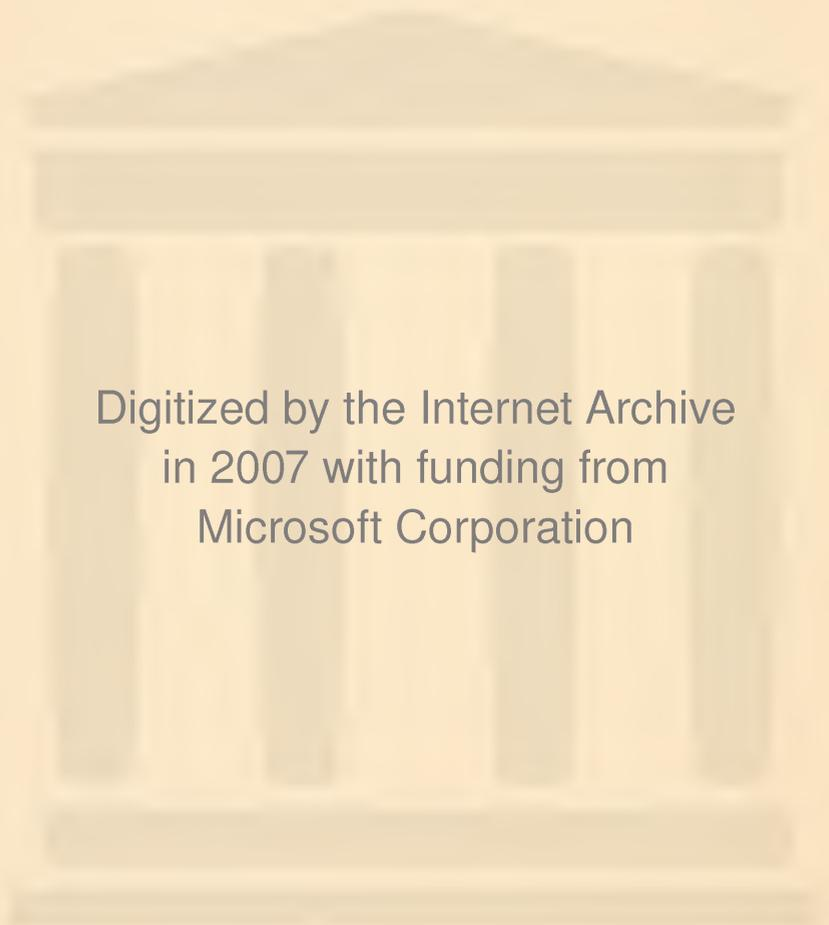 Digitized by the Internet Archive
in 2007 with funding from
Microsoft Corporation